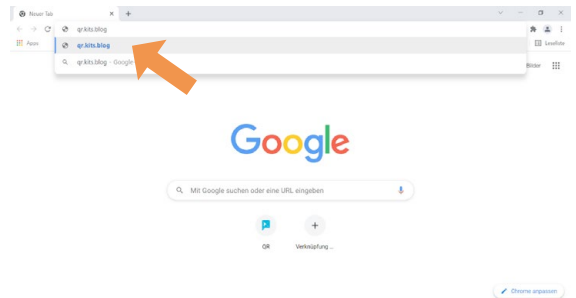 Neuer Tab
qr.kits.blog
Apps
Leseliste
qr.kits.blog
qr.kits.blog - Google
Bilder
Google
Mit Google suchen oder eine URL eingeben
QR
Verknüpfung ...
Chrome anpassen